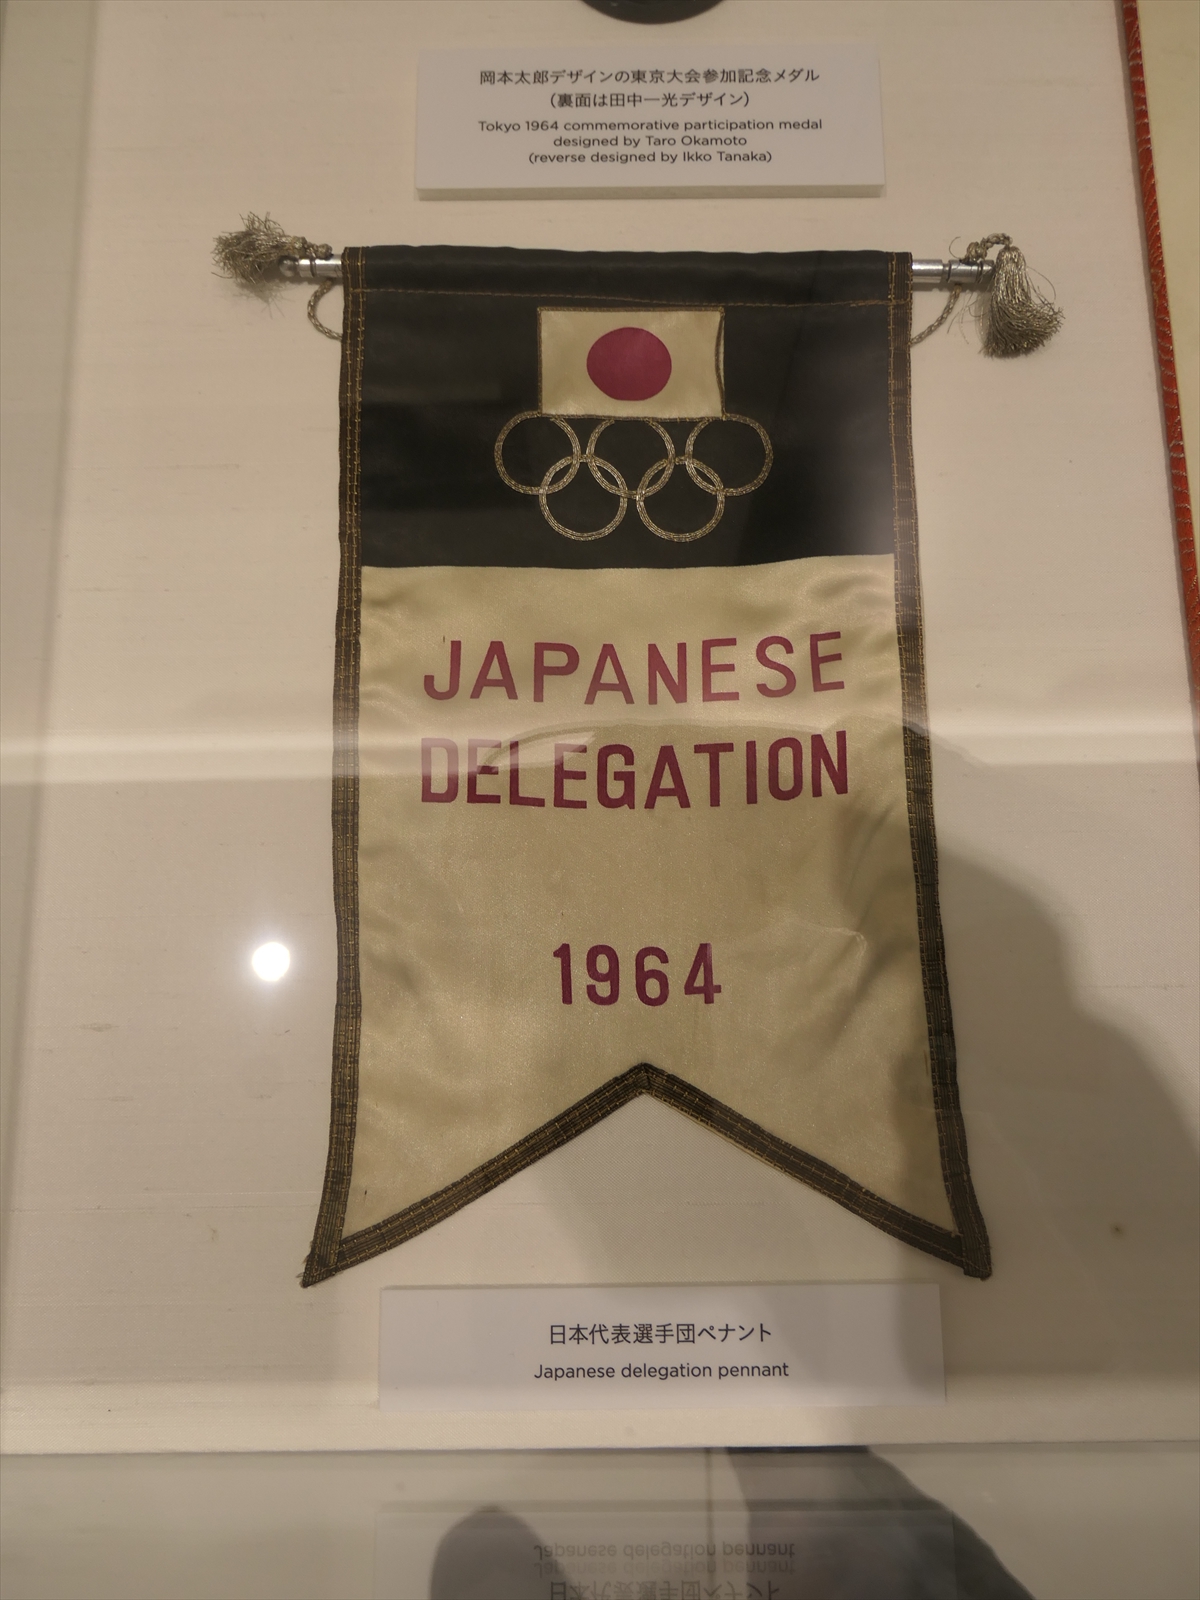 岡本太郎デザインの東京大会参加記念メダル
（裏面は田中一光デザイン）
Tokyo 1964 commemorative participation medal
designed by Taro Okamoto
(reverse designed by Ikko Tanaka)
JAPANESE
DELEGATION
1964
日本代表選手団ペナント
Japanese delegation pennant